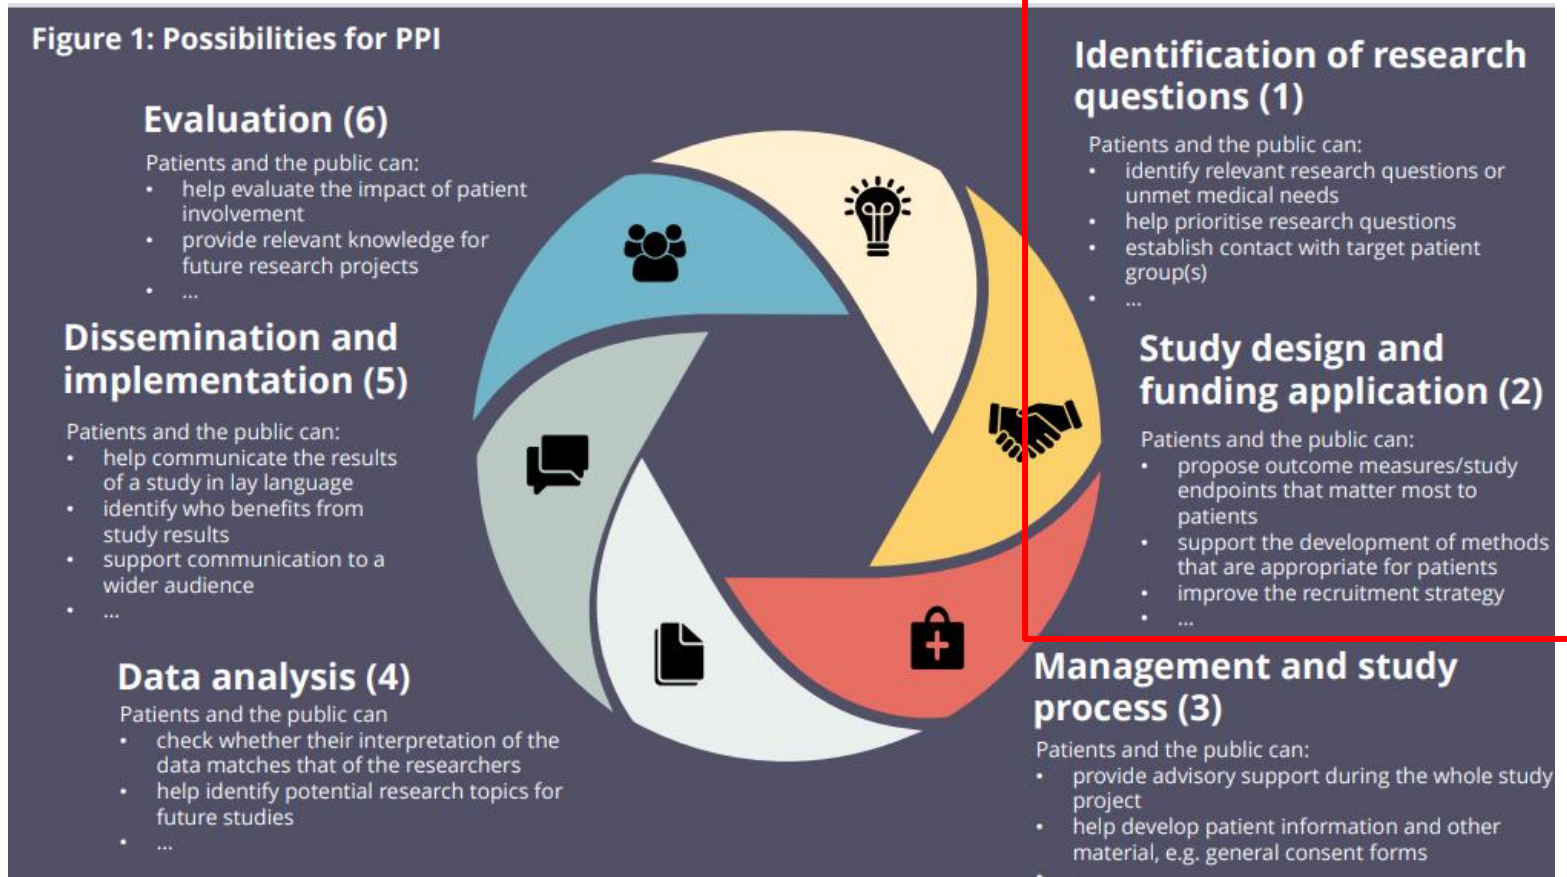 Figure 1: Possibilities for PPI
Identification of research
questions (1)
Patients and the public can:
• identify relevant research questions or
unmet medical needs
• help prioritise research questions
• establish contact with target patient
group(s)
• ...
Study design and
funding application (2)
Patients and the public can:
• propose outcome measures/study
endpoints that matter most to
patients
• support the development of methods
that are appropriate for patients
• improve the recruitment strategy
• ...
Management and study
process (3)
Patients and the public can:
• provide advisory support during the whole study
project
• help develop patient information and other
material, e.g. general consent forms
Data analysis (4)
Patients and the public can
• check whether their interpretation of the
data matches that of the researchers
• help identify potential research topics for
future studies
• ...
Dissemination and
implementation (5)
Patients and the public can:
• help communicate the results
of a study in lay language
• identify who benefits from
study results
• support communication to a
wider audience
• ...
Evaluation (6)
Patients and the public can:
• help evaluate the impact of patient
involvement
• provide relevant knowledge for
future research projects
• ...